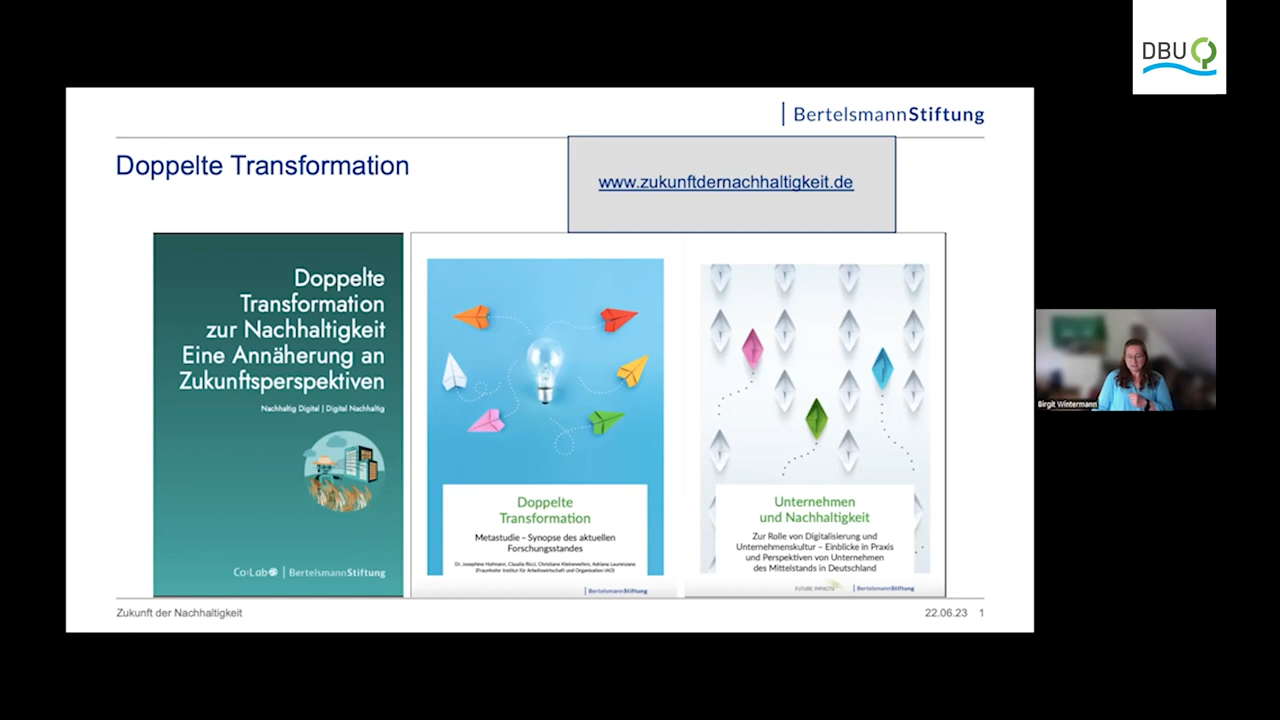 DBU
BertelsmannStiftung
Doppelte Transformation
www.zukunftdernachhaltigkeit.de
Doppelte
Transformation
zur Nachhaltigkeit
Eine Annäherung an
Zukunftsperspektiven
Nachhaltig Digital | Digital Nachhaltig
Co:Lab | BertelsmannStiftung
Doppelte
Transformation
Metastudie – Synopse des aktuellen
Forschungsstandes
Dr. Josephine Hofmann, Claudia Ricci, Christiane Kleinewefers, Adriana Laurenzano
(Fraunhofer Institut für Arbeitswirtschaft und Organisation IAO)
BertelsmannStiftung
Unternehmen
und Nachhaltigkeit
Zur Rolle von Digitalisierung und
Unternehmenskultur – Einblicke in Praxis
und Perspektiven von Unternehmen
des Mittelstands in Deutschland
FUTURE IMPACTS
BertelsmannStiftung
Zukunft der Nachhaltigkeit
22.06.23 1
Birgit Wintermann